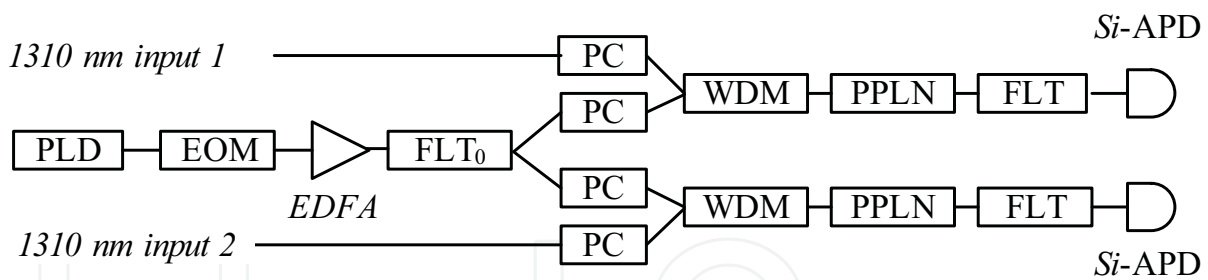 Si-APD
1310 nm input 1
PC
WDM
PPLN
FLT
PC
PLD
EOM
FLT₀
EDFA
PC
WDM
PPLN
FLT
1310 nm input 2
PC
Si-APD